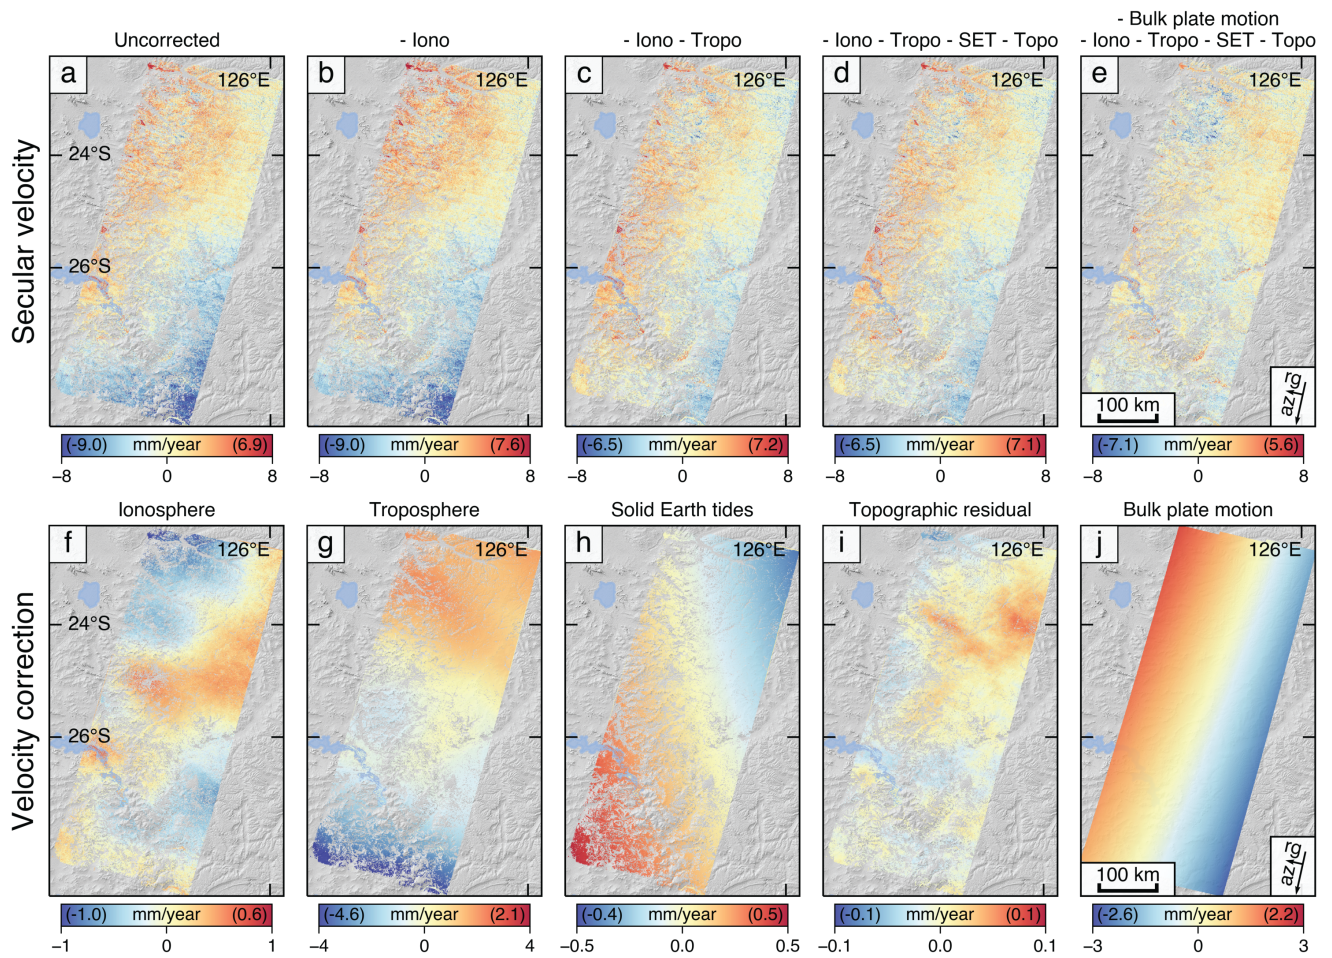 - Bulk plate motion
Uncorrected - Iono - Iono - Tropo - Iono - Tropo - SET - Topo - Iono - Tropo - SET - Topo
a b c d e
126°E 126°E 126°E 126°E 126°E
Secular velocity
24°S
26°S
rg
az
100 km
(-9.0) mm/year (6.9) (-9.0) mm/year (7.6) (-6.5) mm/year (7.2) (-6.5) mm/year (7.1) (-7.1) mm/year (5.6)
−8 0 8 −8 0 8 −8 0 8 −8 0 8 −8 0 8
Ionosphere Troposphere Solid Earth tides Topographic residual Bulk plate motion
f g h i j
126°E 126°E 126°E 126°E 126°E
Velocity correction
24°S
26°S
rg
az
100 km
(-1.0) mm/year (0.6) (-4.6) mm/year (2.1) (-0.4) mm/year (0.5) (-0.1) mm/year (0.1) (-2.6) mm/year (2.2)
−1 0 1 −4 0 4 −0.5 0.0 0.5 −0.1 0.0 0.1 −3 0 3